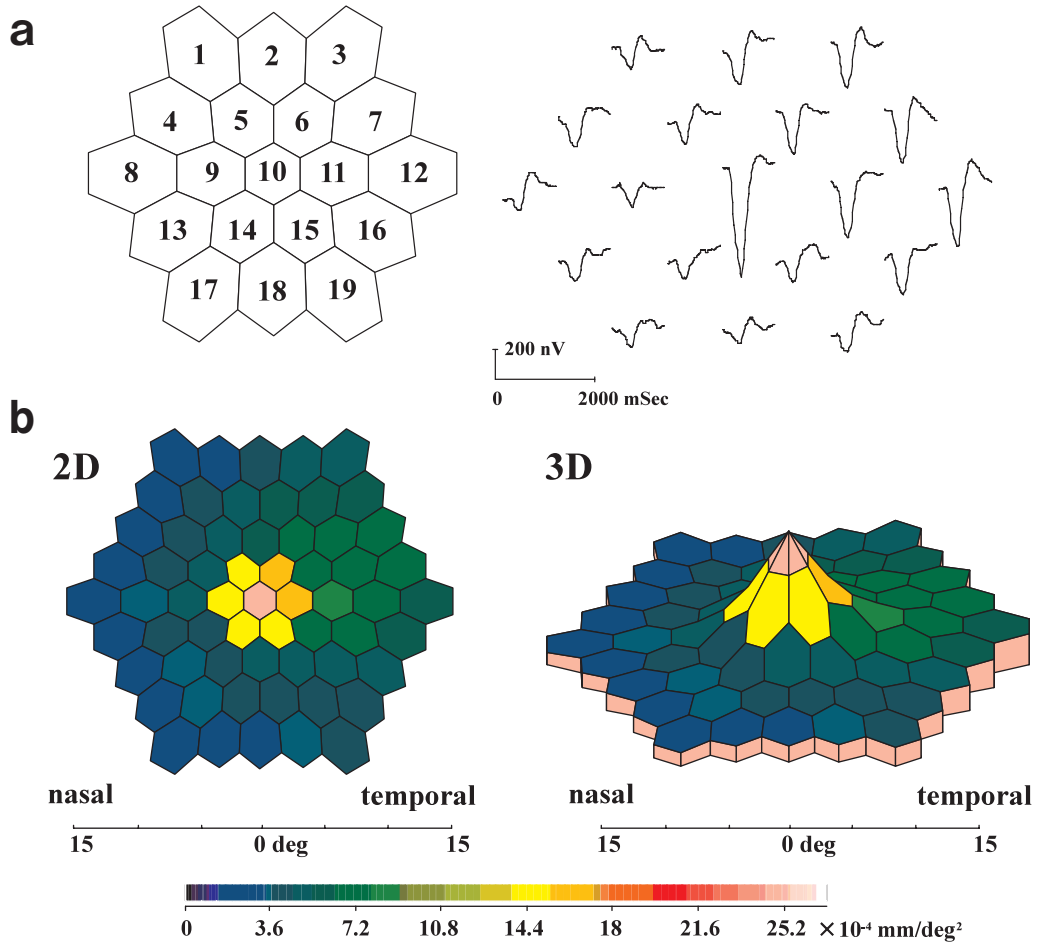 a
1 2 3
4 5 6 7
8 9 10 11 12
13 14 15 16
17 18 19
200 nV
0 2000 mSec
b
2D 3D
nasal temporal nasal temporal
15 0 deg 15 15 0 deg 15
0 3.6 7.2 10.8 14.4 18 21.6 25.2 ×10⁻⁴ mm/deg²